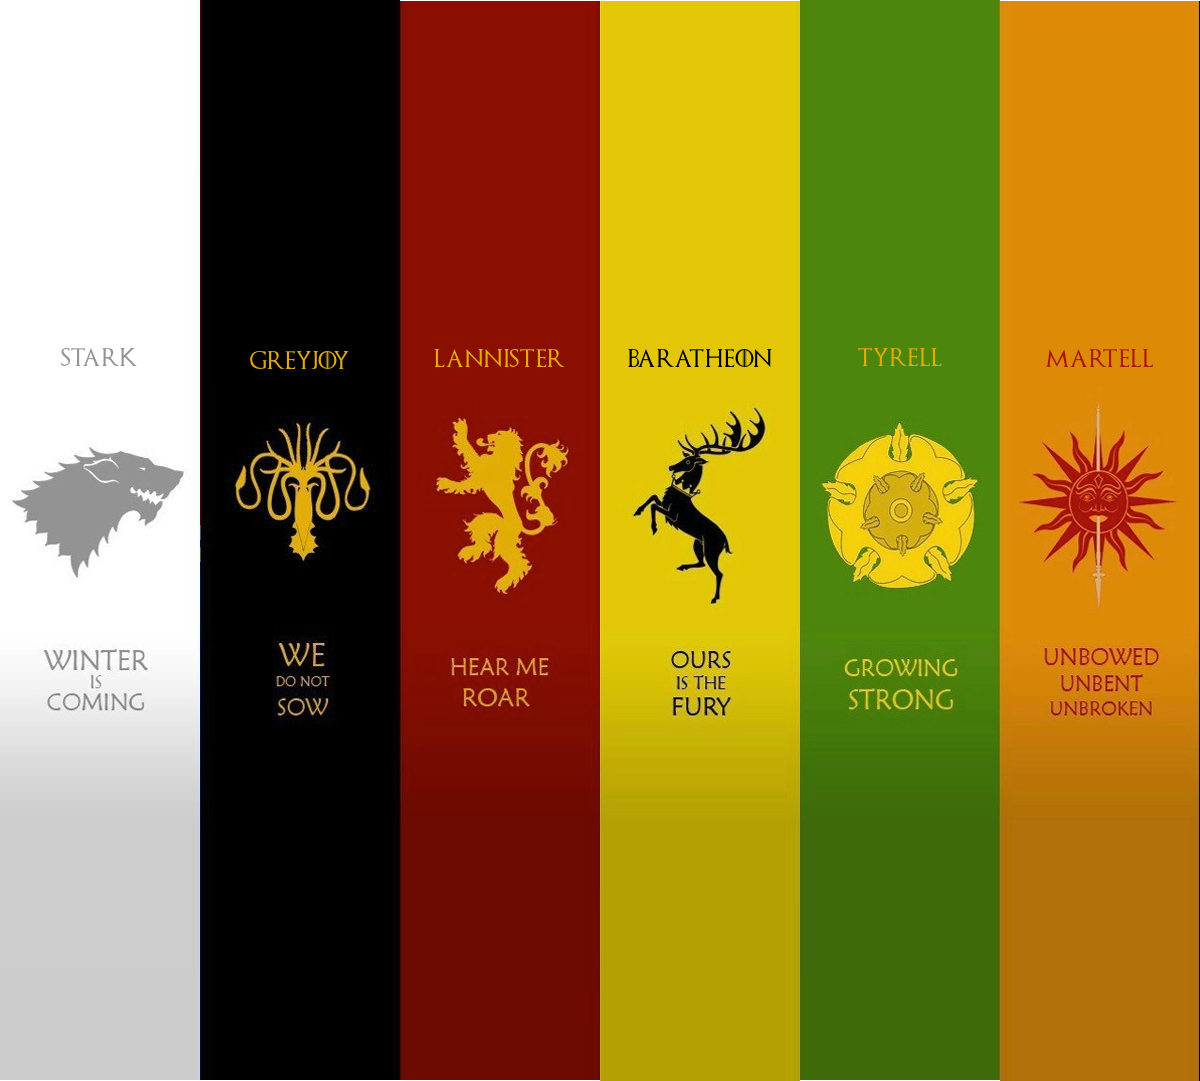 STARK
WINTER
IS
COMING
GREYJOY
WE
DO NOT
SOW
LANNISTER
HEAR ME
ROAR
BARATHEON
OURS
IS THE
FURY
TYRELL
GROWING
STRONG
MARTELL
UNBOWED
UNBENT
UNBROKEN